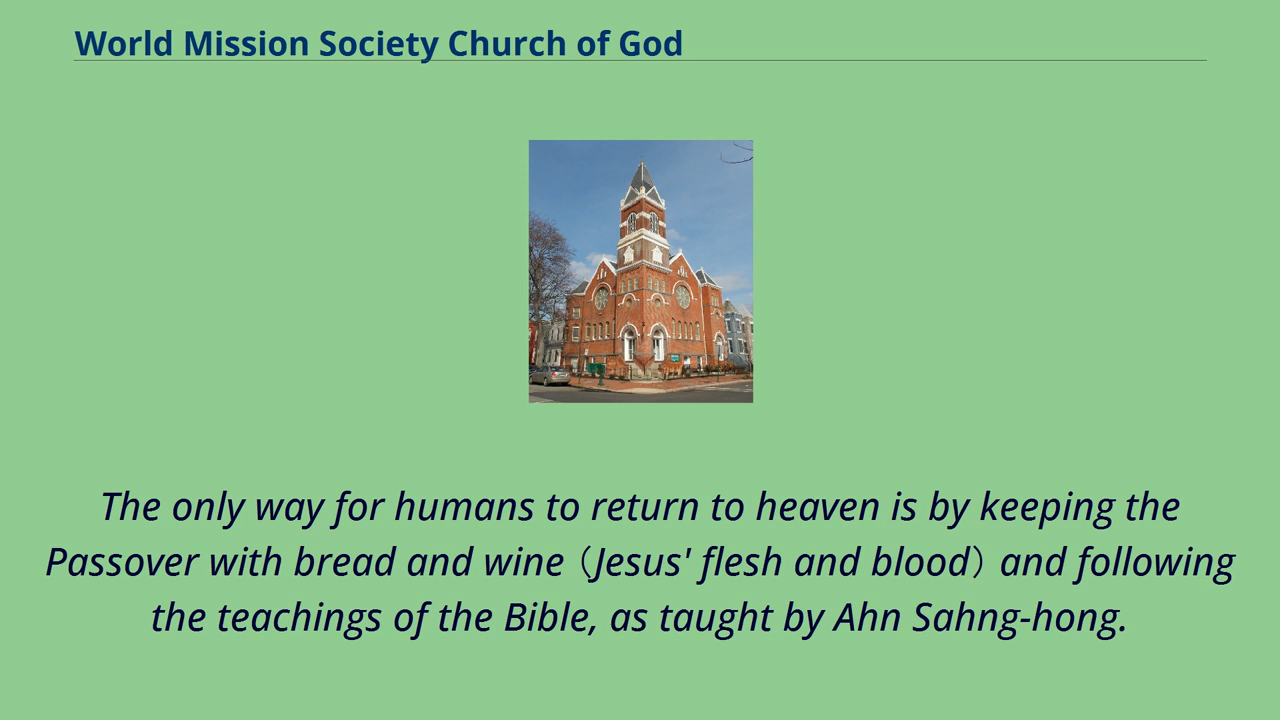 World Mission Society Church of God
The only way for humans to return to heaven is by keeping the
Passover with bread and wine（Jesus' flesh and blood）and following
the teachings of the Bible, as taught by Ahn Sahng-hong.